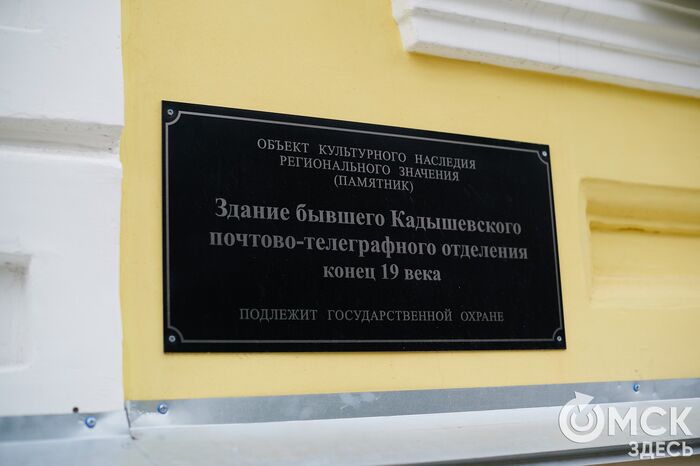 ОБЪЕКТ КУЛЬТУРНОГО НАСЛЕДИЯ
РЕГИОНАЛЬНОГО ЗНАЧЕНИЯ
(ПАМЯТНИК)
Здание бывшего Кадышевского
почтово-телеграфного отделения
конец 19 века
ПОДЛЕЖИТ ГОСУДАРСТВЕННОЙ ОХРАНЕ
ОМСК
ЗДЕСЬ